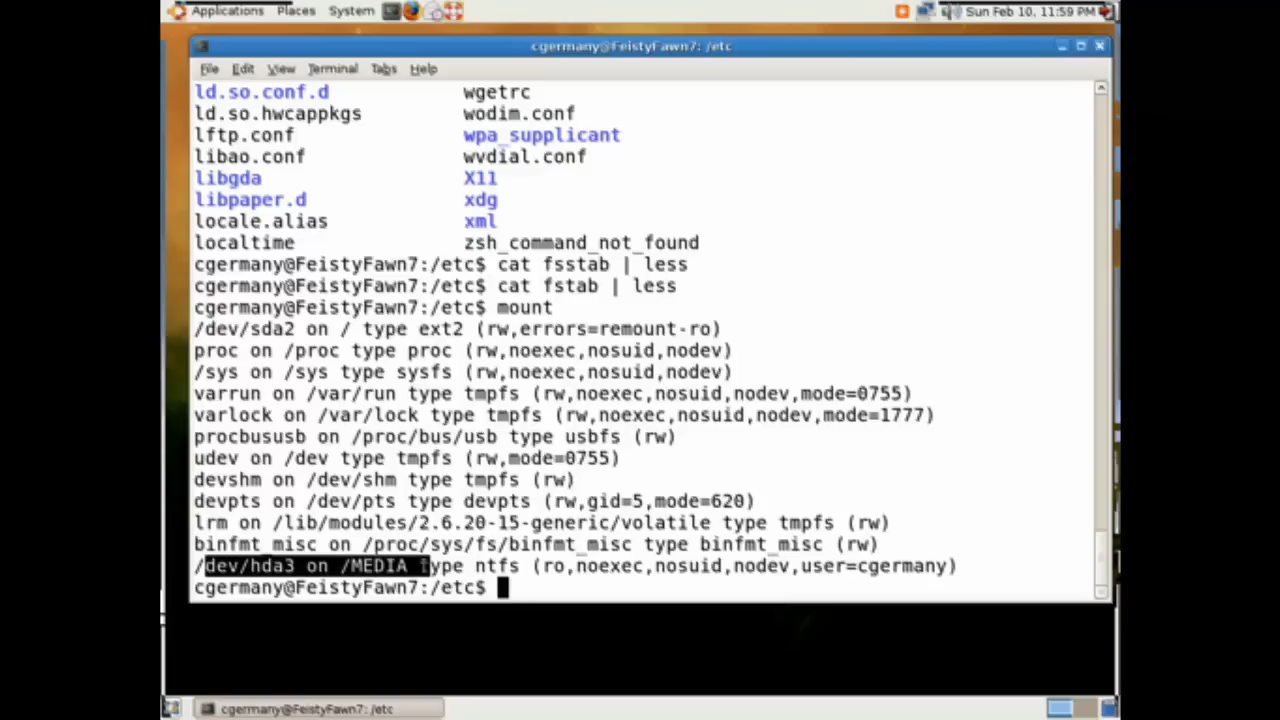 Applications Places System Sun Feb 10, 11:59 PM
cgermany@FeistyFawn7: /etc
File Edit View Terminal Tabs Help
ld.so.conf.d wgetrc
ld.so.hwcappkgs wodim.conf
lftp.conf wpa_supplicant
libao.conf wvdial.conf
libgda X11
libpaper.d xdg
locale.alias xml
localtime zsh_command_not_found
cgermany@FeistyFawn7:/etc$ cat fsstab | less
cgermany@FeistyFawn7:/etc$ cat fstab | less
cgermany@FeistyFawn7:/etc$ mount
/dev/sda2 on / type ext2 (rw,errors=remount-ro)
proc on /proc type proc (rw,noexec,nosuid,nodev)
/sys on /sys type sysfs (rw,noexec,nosuid,nodev)
varrun on /var/run type tmpfs (rw,noexec,nosuid,nodev,mode=0755)
varlock on /var/lock type tmpfs (rw,noexec,nosuid,nodev,mode=1777)
procbususb on /proc/bus/usb type usbfs (rw)
udev on /dev type tmpfs (rw,mode=0755)
devshm on /dev/shm type tmpfs (rw)
devpts on /dev/pts type devpts (rw,gid=5,mode=620)
lrm on /lib/modules/2.6.20-15-generic/volatile type tmpfs (rw)
binfmt_misc on /proc/sys/fs/binfmt_misc type binfmt_misc (rw)
/dev/hda3 on /MEDIA type ntfs (ro,noexec,nosuid,nodev,user=cgermany)
cgermany@FeistyFawn7:/etc$
cgermany@FeistyFawn7: /etc